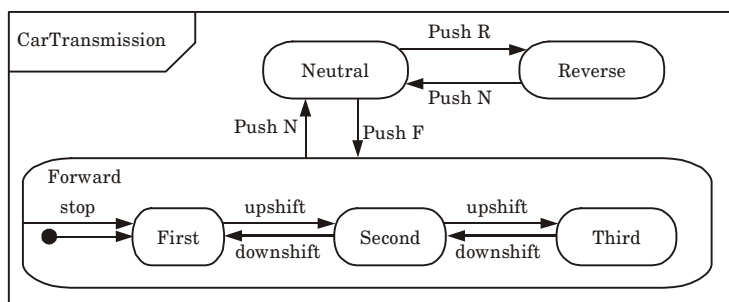 CarTransmission
Push R
Neutral
Reverse
Push N
Push N
Push F
Forward
stop
upshift
upshift
First
Second
Third
downshift
downshift